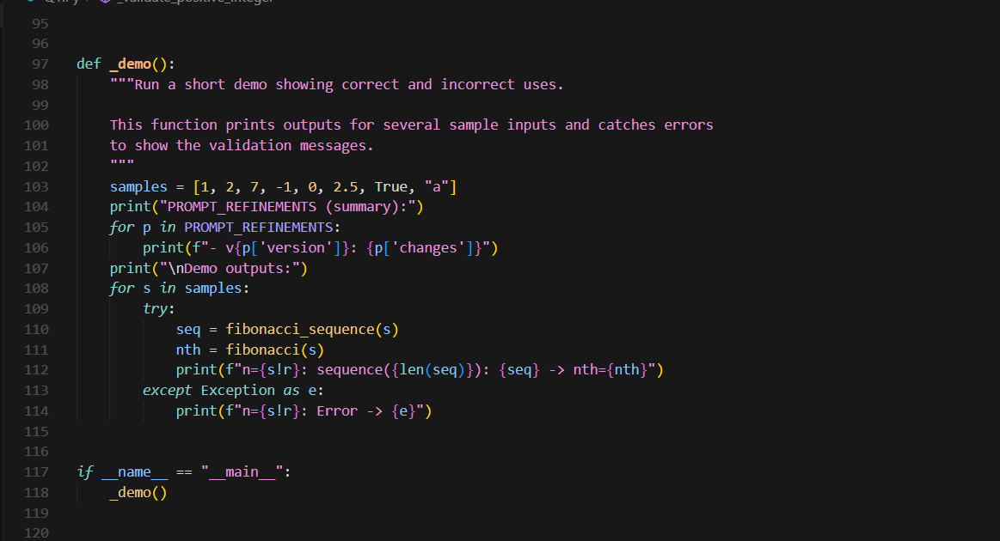 _validate_positive_integer
95
96
97 def _demo():
98 """Run a short demo showing correct and incorrect uses.
99
100 This function prints outputs for several sample inputs and catches errors
101 to show the validation messages.
102 """
103 samples = [1, 2, 7, -1, 0, 2.5, True, "a"]
104 print("PROMPT_REFINEMENTS (summary):")
105 for p in PROMPT_REFINEMENTS:
106 print(f"- v{p['version']}: {p['changes']}")
107 print("\nDemo outputs:")
108 for s in samples:
109 try:
110 seq = fibonacci_sequence(s)
111 nth = fibonacci(s)
112 print(f"n={s!r}: sequence({len(seq)}): {seq} -> nth={nth}")
113 except Exception as e:
114 print(f"n={s!r}: Error -> {e}")
115
116
117 if __name__ == "__main__":
118 _demo()
119
120